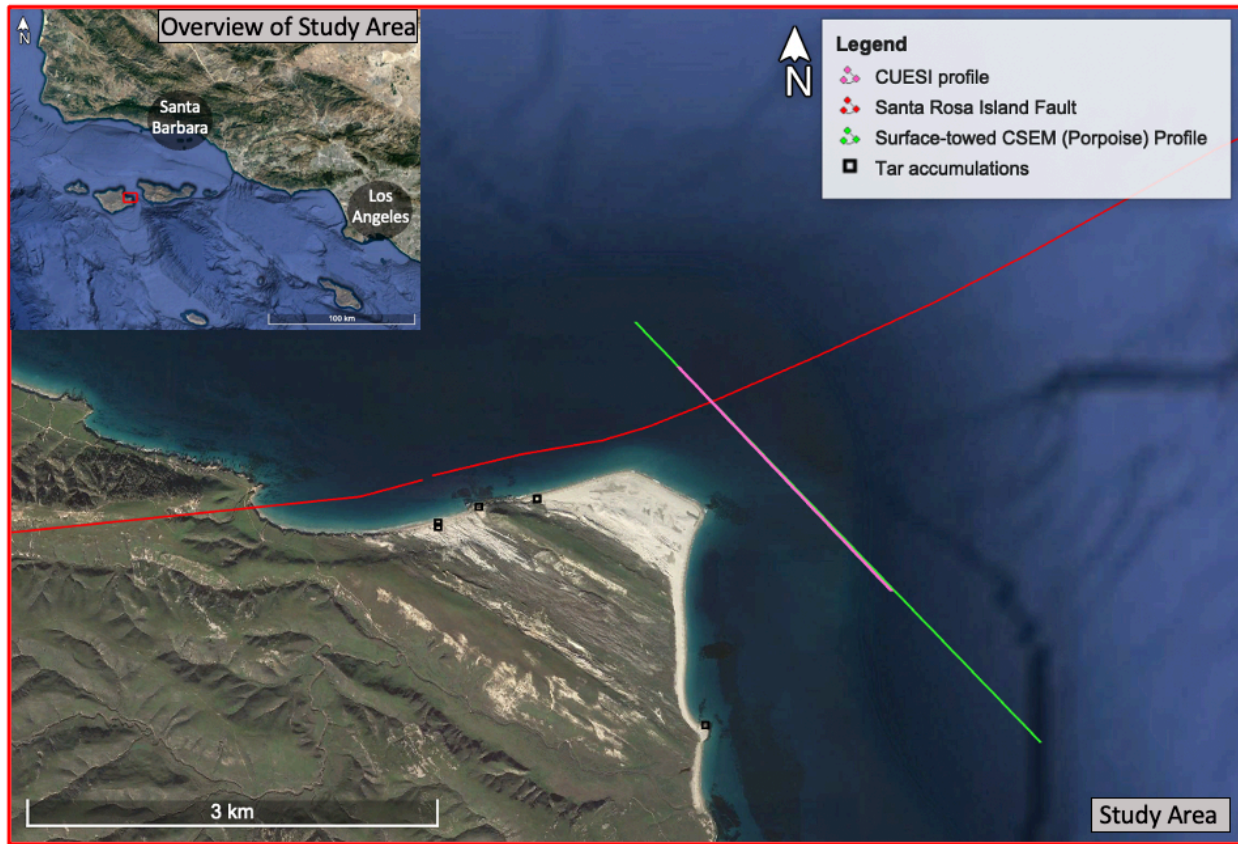 Overview of Study Area
N
Santa
Barbara
Los
Angeles
100 km
N
Legend
CUESI profile
Santa Rosa Island Fault
Surface-towed CSEM (Porpoise) Profile
Tar accumulations
3 km
Study Area